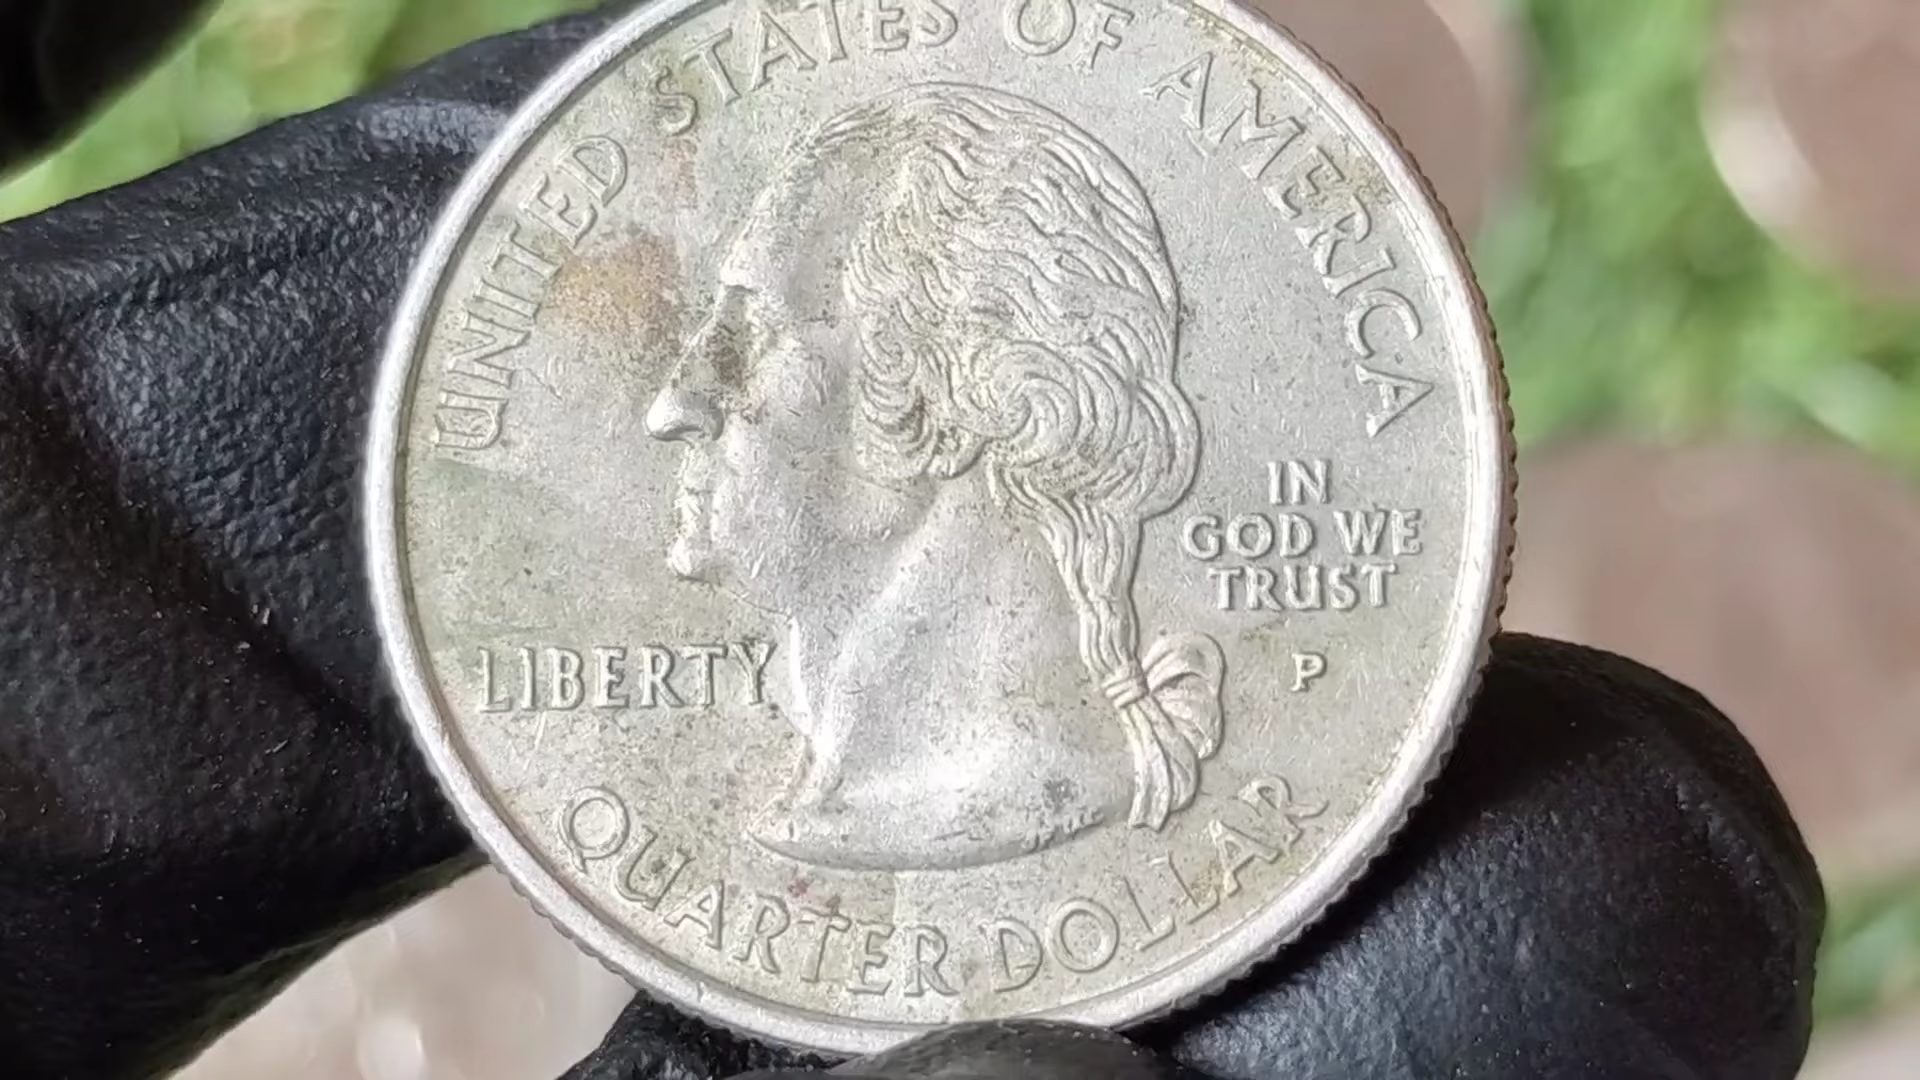 UNITED STATES OF AMERICA
IN
GOD WE
TRUST
LIBERTY
P
QUARTER DOLLAR